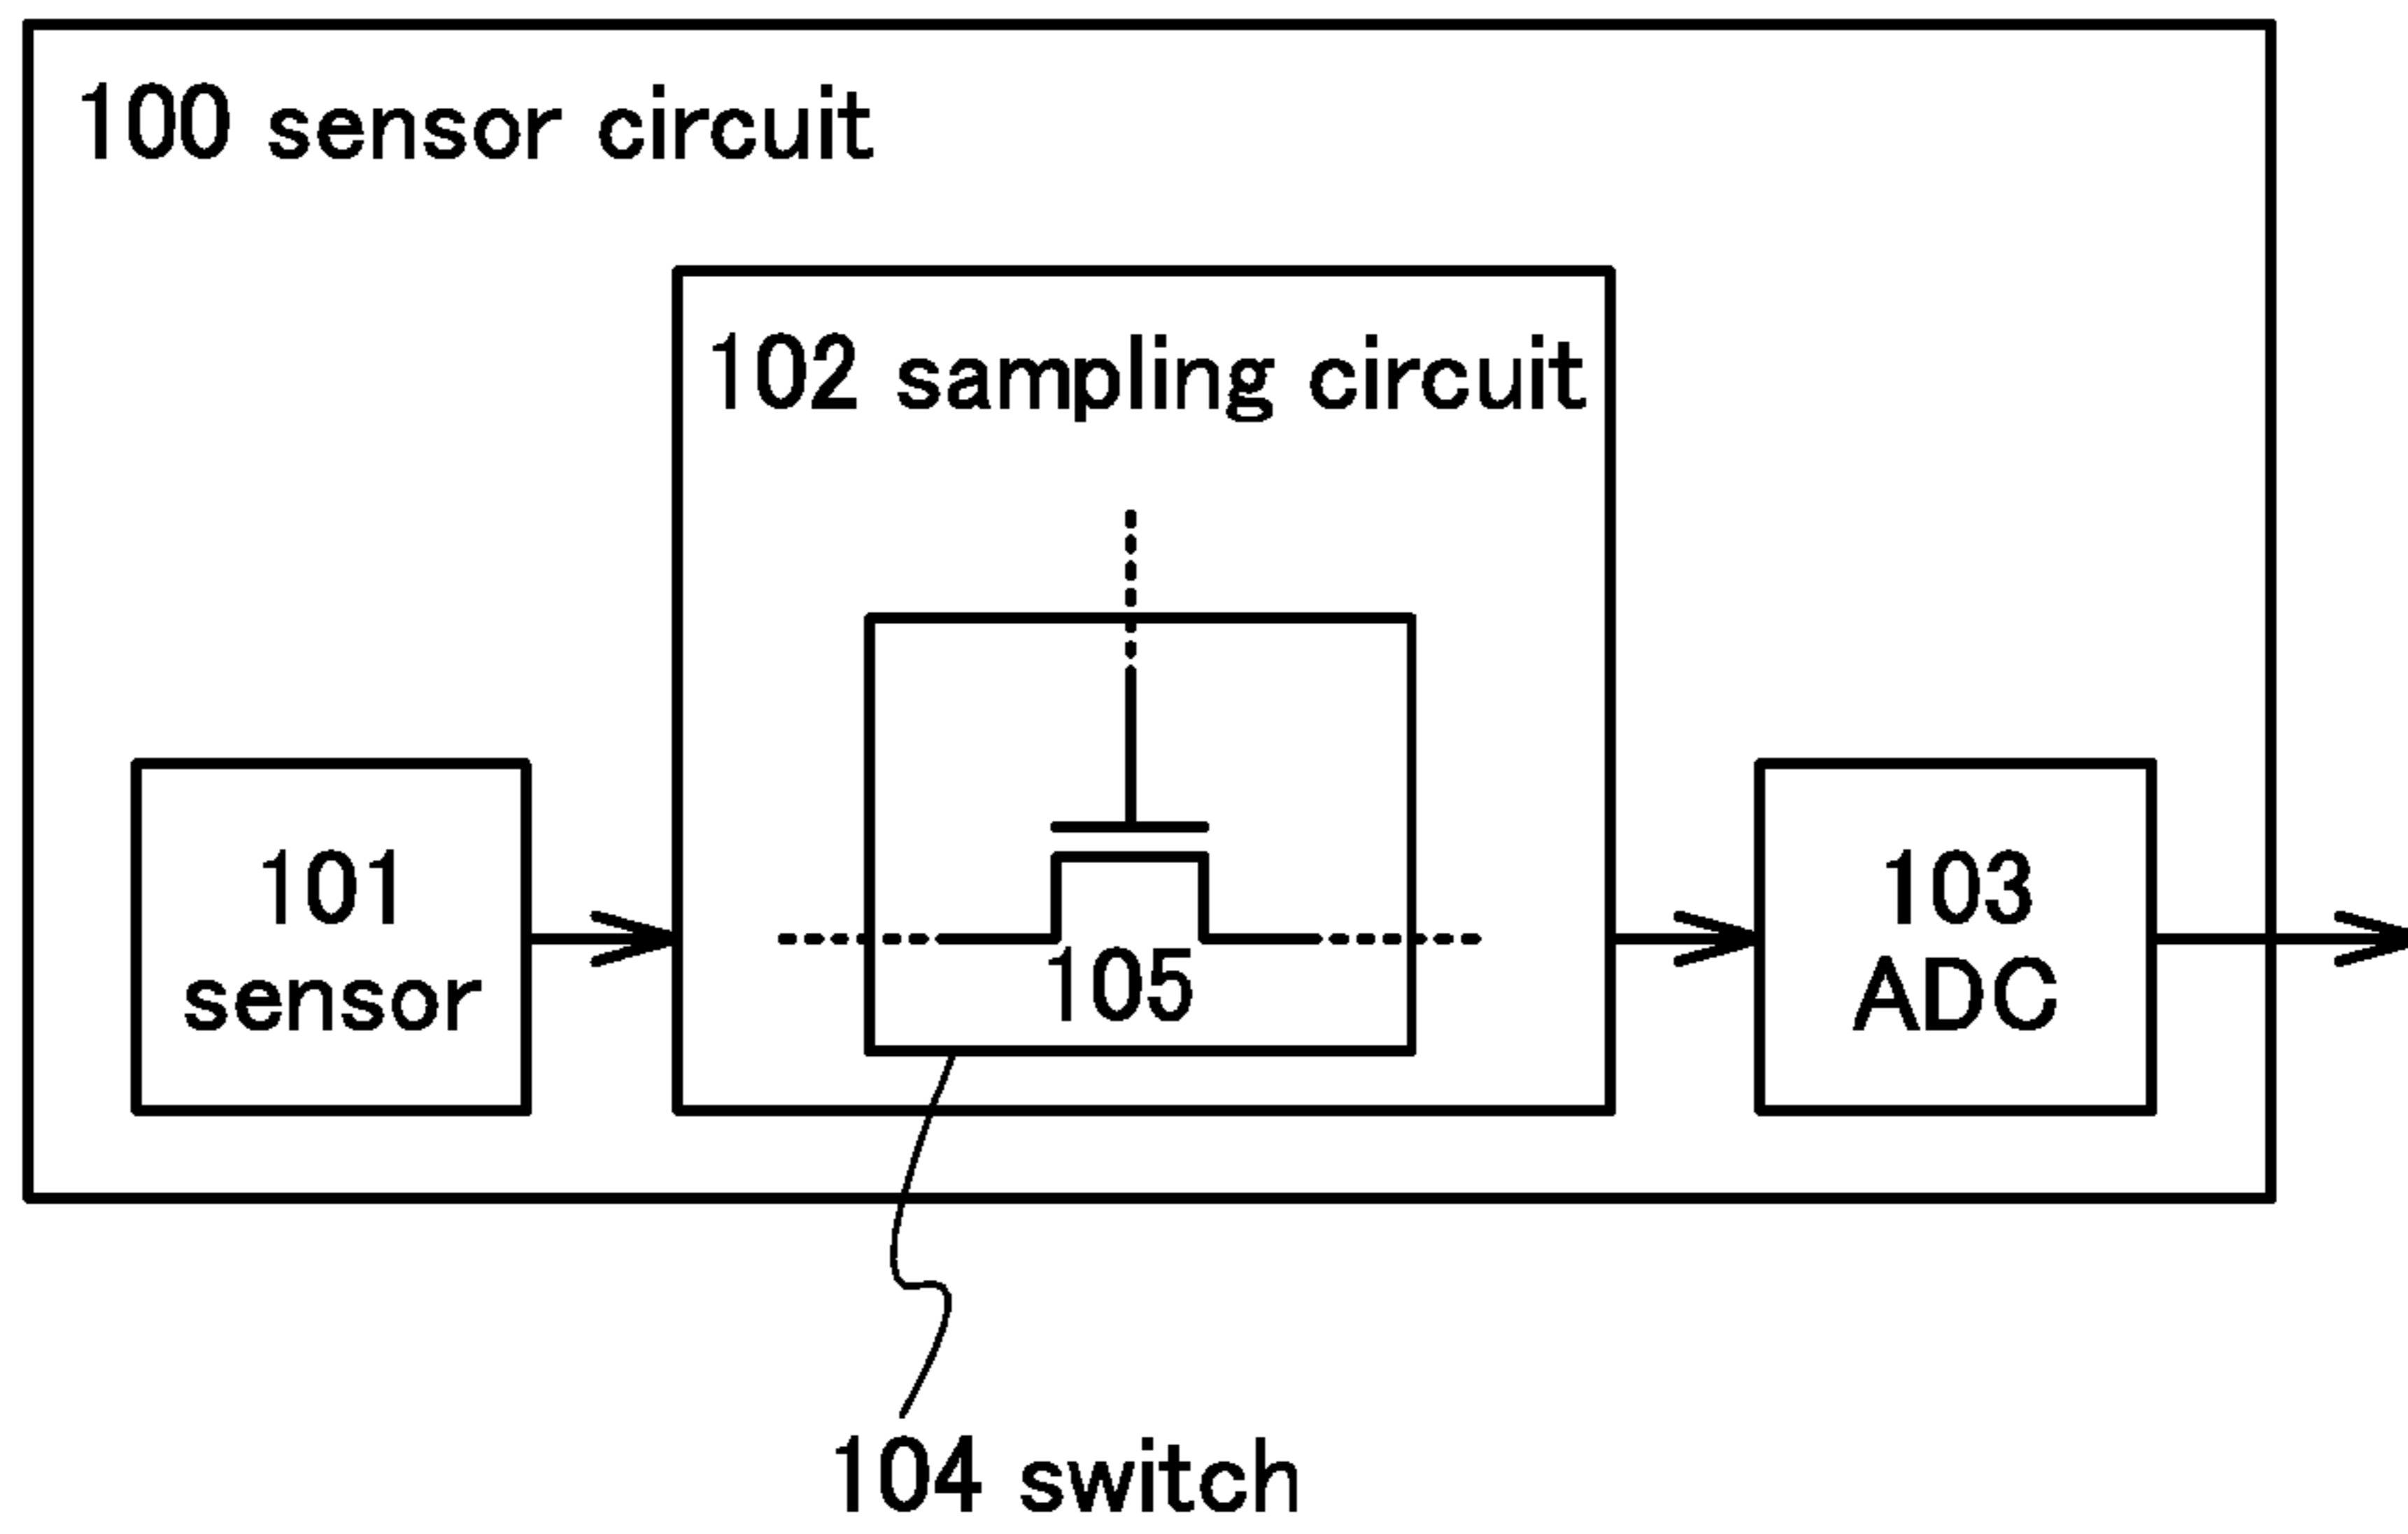 100 sensor circuit
102 sampling circuit
101
sensor
105
103
ADC
104 switch